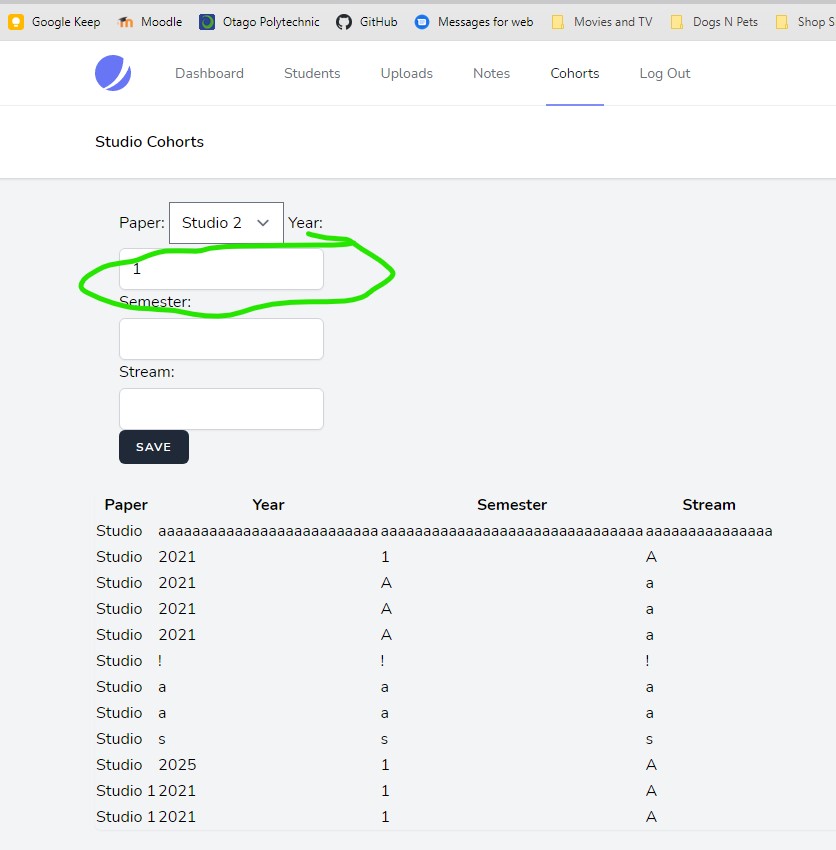 Google Keep Moodle Otago Polytechnic GitHub Messages for web Movies and TV Dogs N Pets Shop S
Dashboard Students Uploads Notes Cohorts Log Out
Studio Cohorts
Paper: Studio 2 Year:
1
Semester:
Stream:
SAVE
Paper Year Semester Stream
Studio aaaaaaaaaaaaaaaaaaaaaaaaaa aaaaaaaaaaaaaaaaaaaaaaaaaaaaaaa aaaaaaaaaaaaaaa
Studio 2021 1 A
Studio 2021 A a
Studio 2021 A a
Studio 2021 A a
Studio ! ! !
Studio a a a
Studio a a a
Studio s s s
Studio 2025 1 A
Studio 1 2021 1 A
Studio 1 2021 1 A